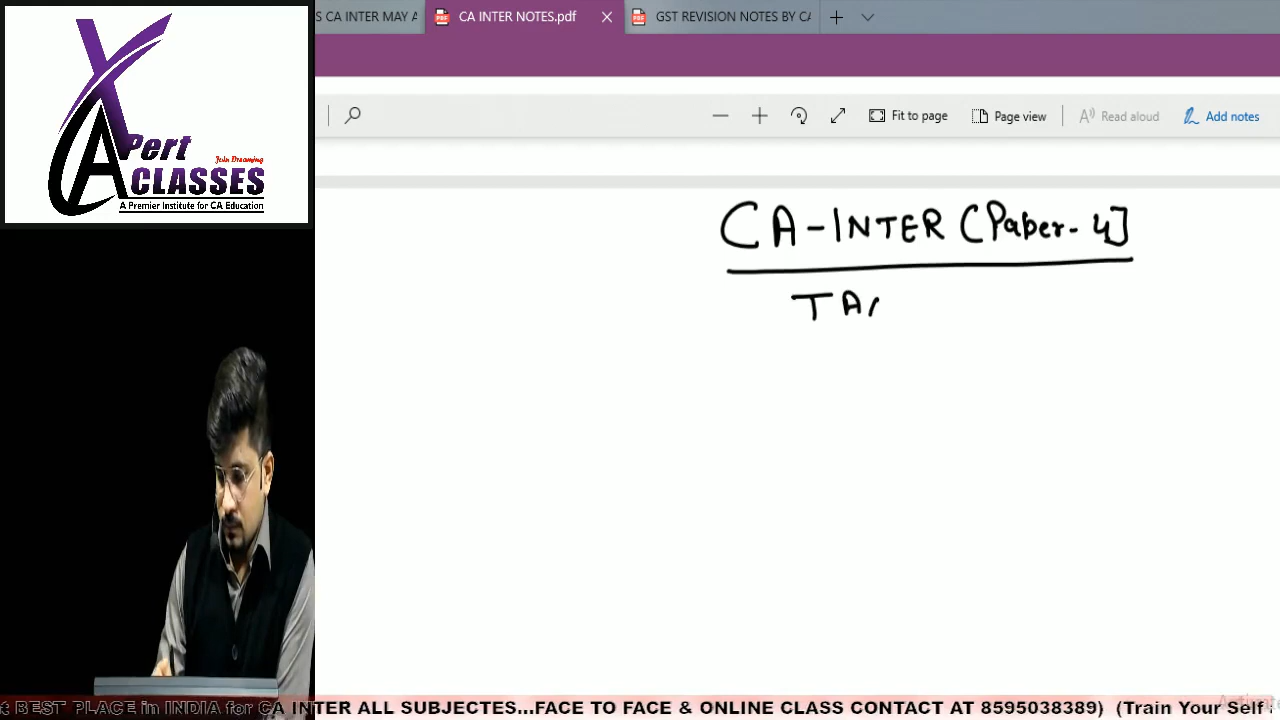 S CA INTER MAY A
CA INTER NOTES.pdf
GST REVISION NOTES BY CA
Fit to page
Page view
Read aloud
Add notes
XPert
Join Dreaming
CLASSES
A Premier Institute for CA Education
CA-INTER (Paper-4]
TA
t BEST PLACE in INDIA for CA INTER ALL SUBJECTES...FACE TO FACE & ONLINE CLASS CONTACT AT 8595038389) (Train Your Self